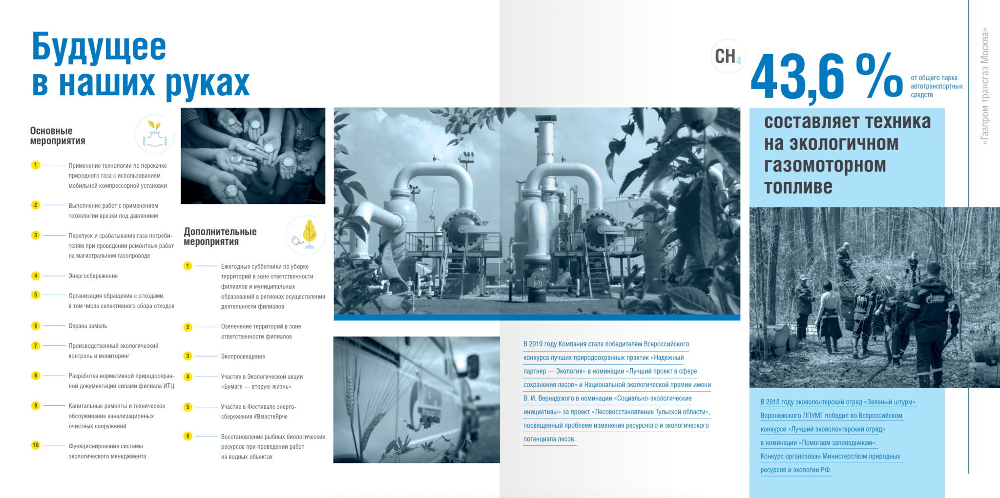 Будущее
в наших руках
Основные
мероприятия
1
Применение технологии по перекачке
природного газа с использованием
мобильной компрессорной установки
2
Выполнение работ с применением
технологии врезки под давлением
3
Перепуск и срабатывание газа потреби-
телям при проведении ремонтных работ
на магистральном газопроводе
4
Энергосбережение
5
Организация обращения с отходами,
в том числе селективного сбора отходов
6
Охрана земель
7
Производственный экологический
контроль и мониторинг
8
Разработка нормативной природоохран-
ной документации силами филиала ИТЦ
9
Капитальные ремонты и техническое
обслуживание канализационных
очистных сооружений
10
Функционирование системы
экологического менеджмента
Дополнительные
мероприятия
1
Ежегодные субботники по уборке
территорий в зоне ответственности
филиалов и муниципальных
образований в регионах осуществления
деятельности филиалов
2
Озеленение территорий в зоне
ответственности филиалов
3
Экопросвещение
4
Участие в Экологической акции
«Бумаге — вторую жизнь»
5
Участие в Фестивале энерго-
сбережения #ВместеЯрче
6
Восстановление рыбных биологических
ресурсов при проведении работ
на водных объектах
11-73
В 2019 году Компания стала победителем Всероссийского
конкурса лучших природоохранных практик «Надежный
партнер — Экология» в номинации «Лучший проект в сфере
сохранения лесов» и Национальной экологической премии имени
В. И. Вернадского в номинации «Социально-экологические
инициативы» за проект «Лесовосстановление Тульской области»,
посвященный проблеме изменения ресурсного и экологического
потенциала лесов.
CH4
43,6 %
от общего парка
автотранспортных
средств
составляет техника
на экологичном
газомоторном
топливе
ГАЗПРОМ
В 2018 году эковолонтерский отряд «Зеленый штурм»
Воронежского ЛПУМГ победил во Всероссийском
конкурсе «Лучший эковолонтерский отряд»
в номинации «Помогаем заповедникам».
Конкурс организован Министерством природных
ресурсов и экологии РФ.
«Газпром трансгаз Москва»